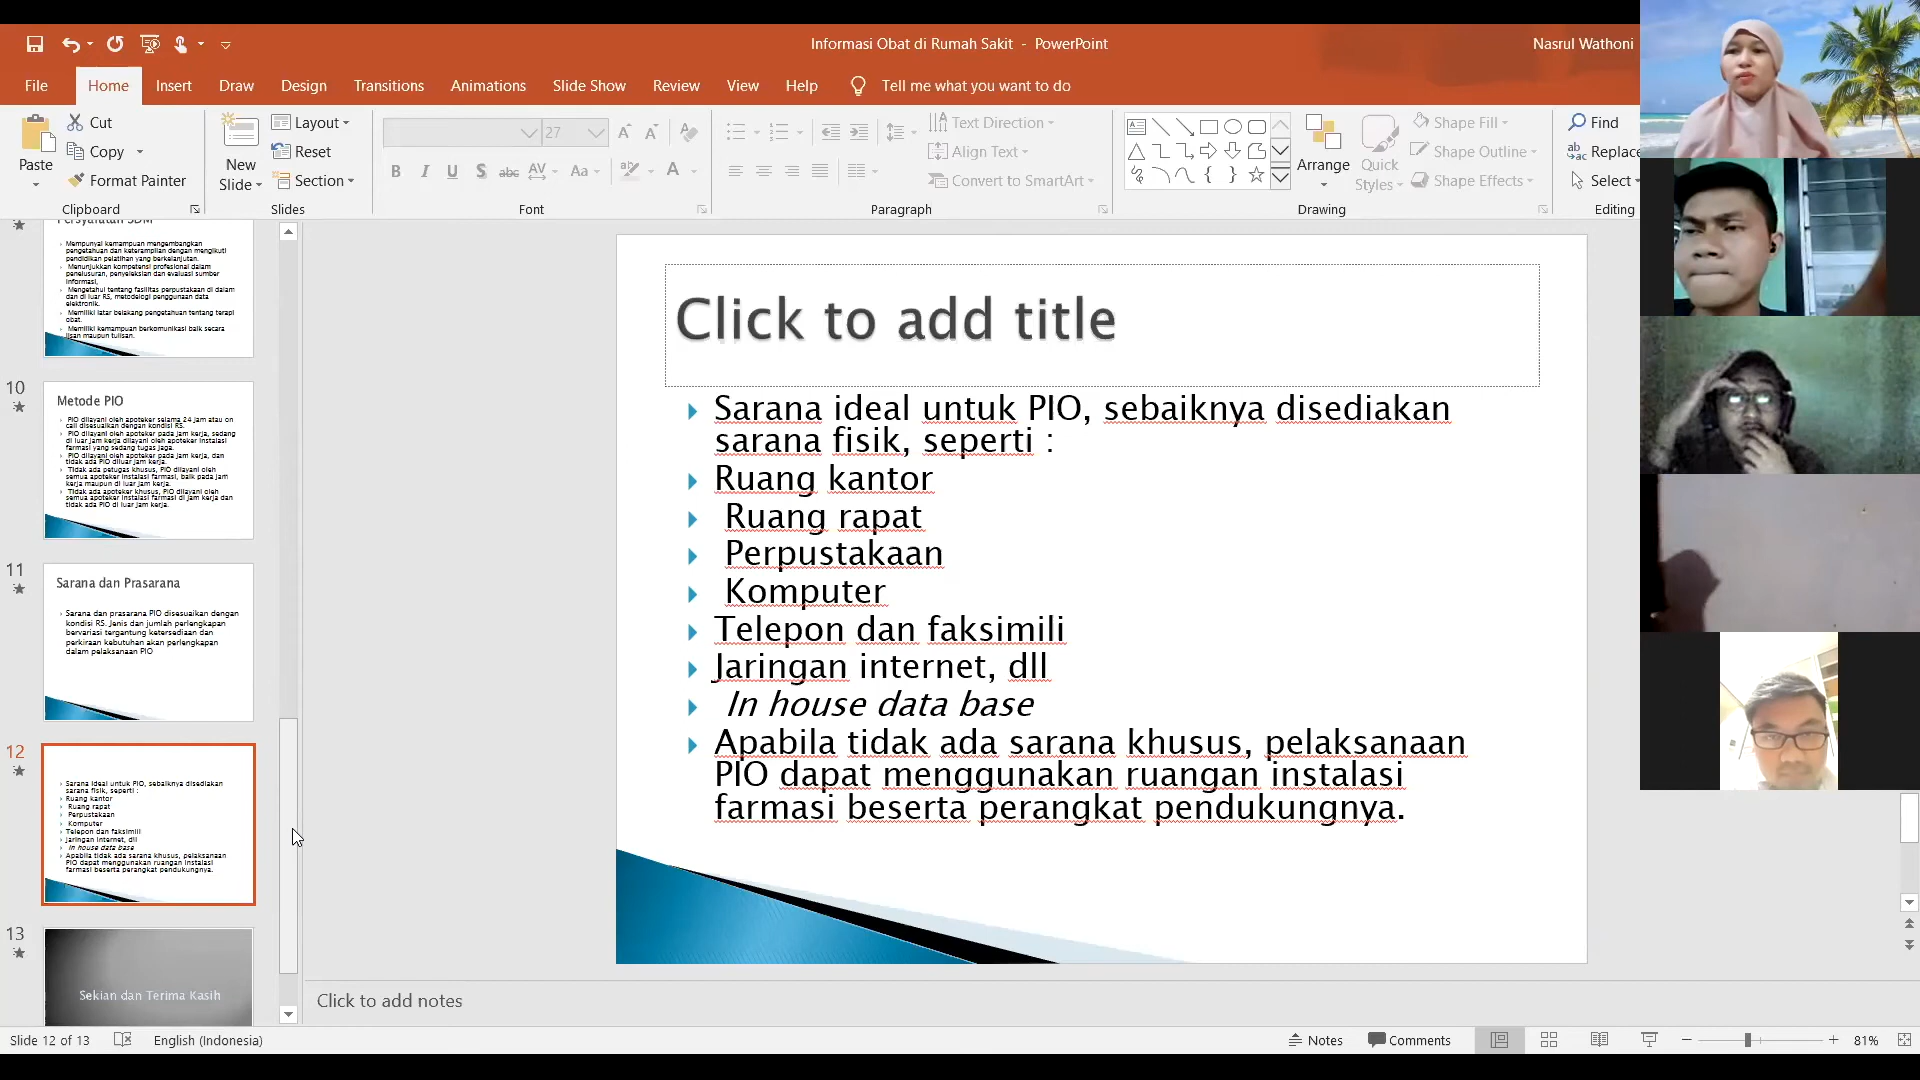 Informasi Obat di Rumah Sakit - PowerPoint
Nasrul Wathoni
File Home Insert Draw Design Transitions Animations Slide Show Review View Help Tell me what you want to do
Paste
Cut
Copy
Format Painter
Clipboard
New Slide
Layout
Reset
Section
Slides
27
B I U S abc AV Aa A
Font
Text Direction
Align Text
Convert to SmartArt
Paragraph
Arrange
Quick Styles
Shape Fill
Shape Outline
Shape Effects
Drawing
Find
Replace
Select
Editing
Persyaratan SDM
Mempunyai kemampuan mengembangkan
pengetahuan dan keterampilan dengan mengikuti
pendidikan pelatihan yang berkelanjutan.
Menunjukkan kompetensi profesional dalam
penelusuran, penyeleksian dan evaluasi sumber
informasi,
Mengetahui tentang fasilitas perpustakaan di dalam
dan di luar RS, metodologi penggunaan data
elektronik.
Memiliki latar belakang pengetahuan tentang terapi
obat.
Memiliki kemampuan berkomunikasi baik secara
lisan maupun tulisan.
10
Metode PIO
PIO dilayani oleh apoteker selama 24 jam atau on
call disesuaikan dengan kondisi RS.
PIO dilayani oleh apoteker pada jam kerja, sedang
di luar jam kerja dilayani oleh apoteker instalasi
farmasi yang sedang tugas jaga.
PIO dilayani oleh apoteker pada jam kerja, dan
tidak ada PIO diluar jam kerja.
Tidak ada petugas khusus, PIO dilayani oleh
semua apoteker instalasi farmasi, baik pada jam
kerja maupun di luar jam kerja.
Tidak ada apoteker khusus, PIO dilayani oleh
semua apoteker instalasi farmasi di jam kerja dan
tidak ada PIO di luar jam kerja.
11
Sarana dan Prasarana
Sarana dan prasarana PIO disesuaikan dengan
kondisi RS. Jenis dan jumlah perlengkapan
bervariasi tergantung ketersediaan dan
perkiraan kebutuhan akan perlengkapan
dalam pelaksanaan PIO
12
Sarana ideal untuk PIO, sebaiknya disediakan
sarana fisik, seperti :
Ruang kantor
Ruang rapat
Perpustakaan
Komputer
Telepon dan faksimili
Jaringan internet, dll
In house data base
Apabila tidak ada sarana khusus, pelaksanaan
PIO dapat menggunakan ruangan instalasi
farmasi beserta perangkat pendukungnya.
13
Sekian dan Terima Kasih
Click to add title
Sarana ideal untuk PIO, sebaiknya disediakan
sarana fisik, seperti :
Ruang kantor
Ruang rapat
Perpustakaan
Komputer
Telepon dan faksimili
Jaringan internet, dll
In house data base
Apabila tidak ada sarana khusus, pelaksanaan
PIO dapat menggunakan ruangan instalasi
farmasi beserta perangkat pendukungnya.
Click to add notes
Slide 12 of 13 English (Indonesia) Notes Comments 81%